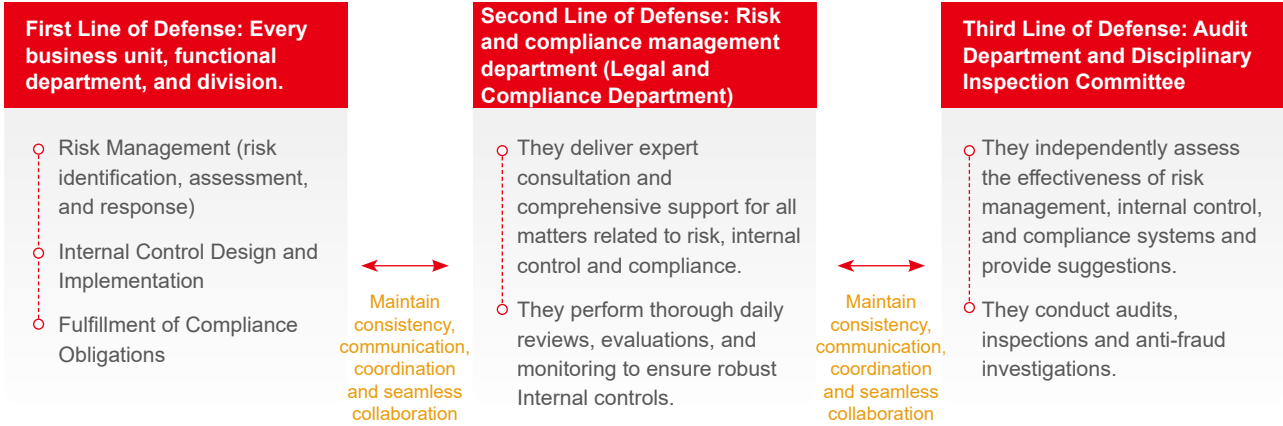 First Line of Defense: Every
business unit, functional
department, and division.
Risk Management (risk
identification, assessment,
and response)
Internal Control Design and
Implementation
Fulfillment of Compliance
Obligations
Maintain
consistency,
communication,
coordination
and seamless
collaboration
Second Line of Defense: Risk
and compliance management
department (Legal and
Compliance Department)
They deliver expert
consultation and
comprehensive support for all
matters related to risk, internal
control and compliance.
They perform thorough daily
reviews, evaluations, and
monitoring to ensure robust
Internal controls.
Maintain
consistency,
communication,
coordination
and seamless
collaboration
Third Line of Defense: Audit
Department and Disciplinary
Inspection Committee
They independently assess
the effectiveness of risk
management, internal control,
and compliance systems and
provide suggestions.
They conduct audits,
inspections and anti-fraud
investigations.